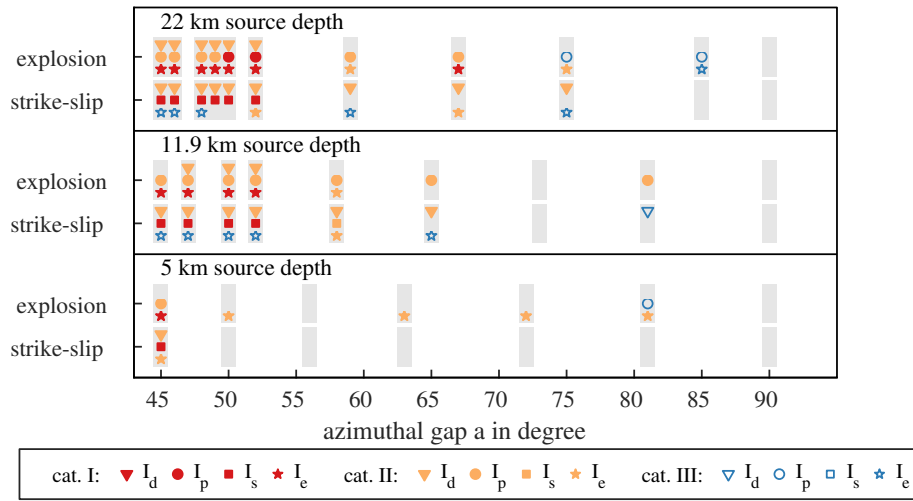 22 km source depth
explosion
strike-slip
11.9 km source depth
explosion
strike-slip
5 km source depth
explosion
strike-slip
45 50 55 60 65 70 75 80 85 90
azimuthal gap a in degree
cat. I: I_d I_p I_s I_e cat. II: I_d I_p I_s I_e cat. III: I_d I_p I_s I_e